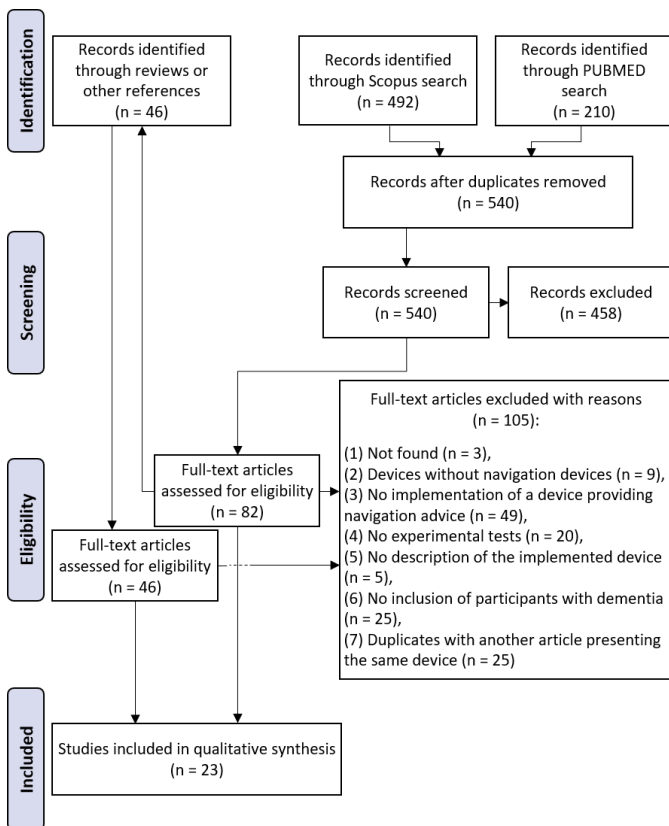 Identification
Records identified
through reviews or
other references
(n = 46)
Records identified
through Scopus search
(n = 492)
Records identified
through PUBMED
search
(n = 210)
Records after duplicates removed
(n = 540)
Screening
Records screened
(n = 540)
Records excluded
(n = 458)
Eligibility
Full-text articles
assessed for eligibility
(n = 82)
Full-text articles
assessed for eligibility
(n = 46)
Full-text articles excluded with reasons
(n = 105):
(1) Not found (n = 3),
(2) Devices without navigation devices (n = 9),
(3) No implementation of a device providing
navigation advice (n = 49),
(4) No experimental tests (n = 20),
(5) No description of the implemented device
(n = 5),
(6) No inclusion of participants with dementia
(n = 25),
(7) Duplicates with another article presenting
the same device (n = 25)
Included
Studies included in qualitative synthesis
(n = 23)